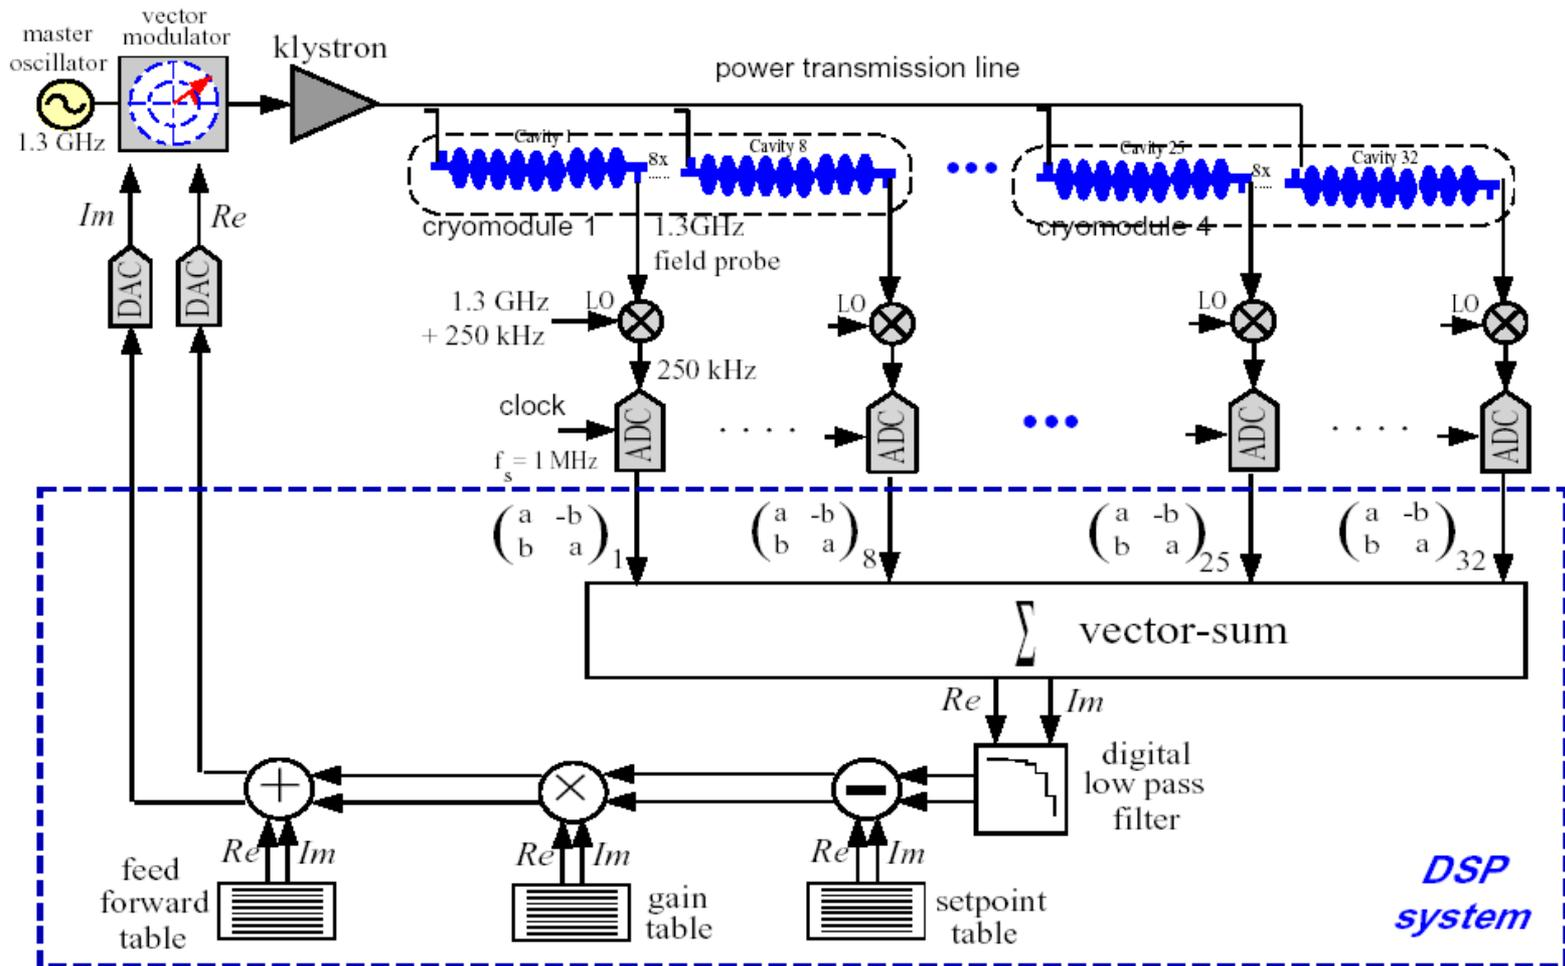 master
oscillator
1.3 GHz
vector
modulator
klystron
power transmission line
Cavity 1
8x
Cavity 8
Cavity 25
8x
Cavity 32
cryomodule 1
cryomodule 4
Im
Re
DAC
DAC
1.3GHz
field probe
1.3 GHz
+ 250 kHz
LO
LO
LO
LO
250 kHz
clock
f_s = 1 MHz
ADC
ADC
ADC
ADC
a -b
b a
1
a -b
b a
8
a -b
b a
25
a -b
b a
32
∑ vector-sum
Re
Im
digital
low pass
filter
+
×
−
Re Im
Re Im
Re Im
feed
forward
table
gain
table
setpoint
table
DSP
system